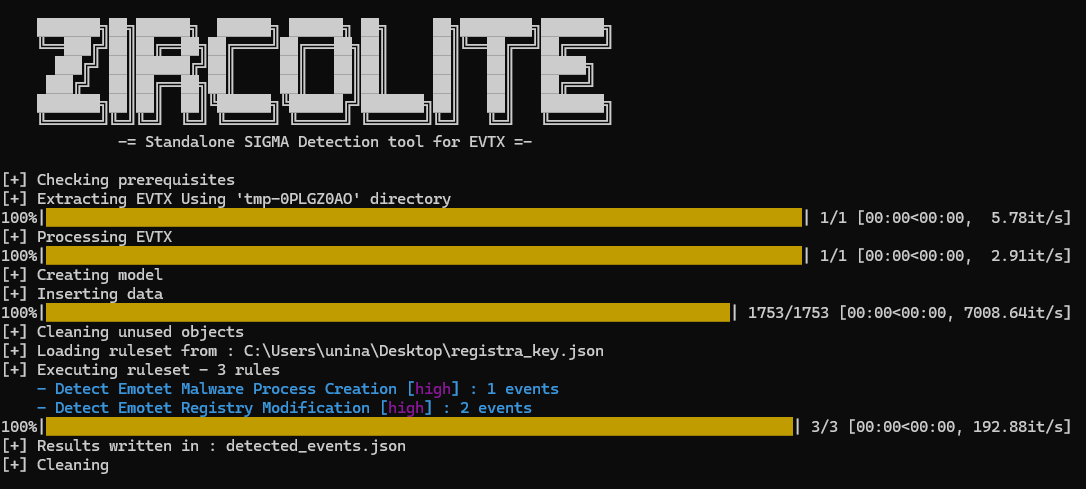 ZIRCOLITE
-= Standalone SIGMA Detection tool for EVTX =-
[+] Checking prerequisites
[+] Extracting EVTX Using 'tmp-0PLGZ0AO' directory
100%| | 1/1 [00:00<00:00,  5.78it/s]
[+] Processing EVTX
100%| | 1/1 [00:00<00:00,  2.91it/s]
[+] Creating model
[+] Inserting data
100%| | 1753/1753 [00:00<00:00, 7008.64it/s]
[+] Cleaning unused objects
[+] Loading ruleset from : C:\Users\unina\Desktop\registra_key.json
[+] Executing ruleset - 3 rules
- Detect Emotet Malware Process Creation [high] : 1 events
- Detect Emotet Registry Modification [high] : 2 events
100%| | 3/3 [00:00<00:00, 192.88it/s]
[+] Results written in : detected_events.json
[+] Cleaning